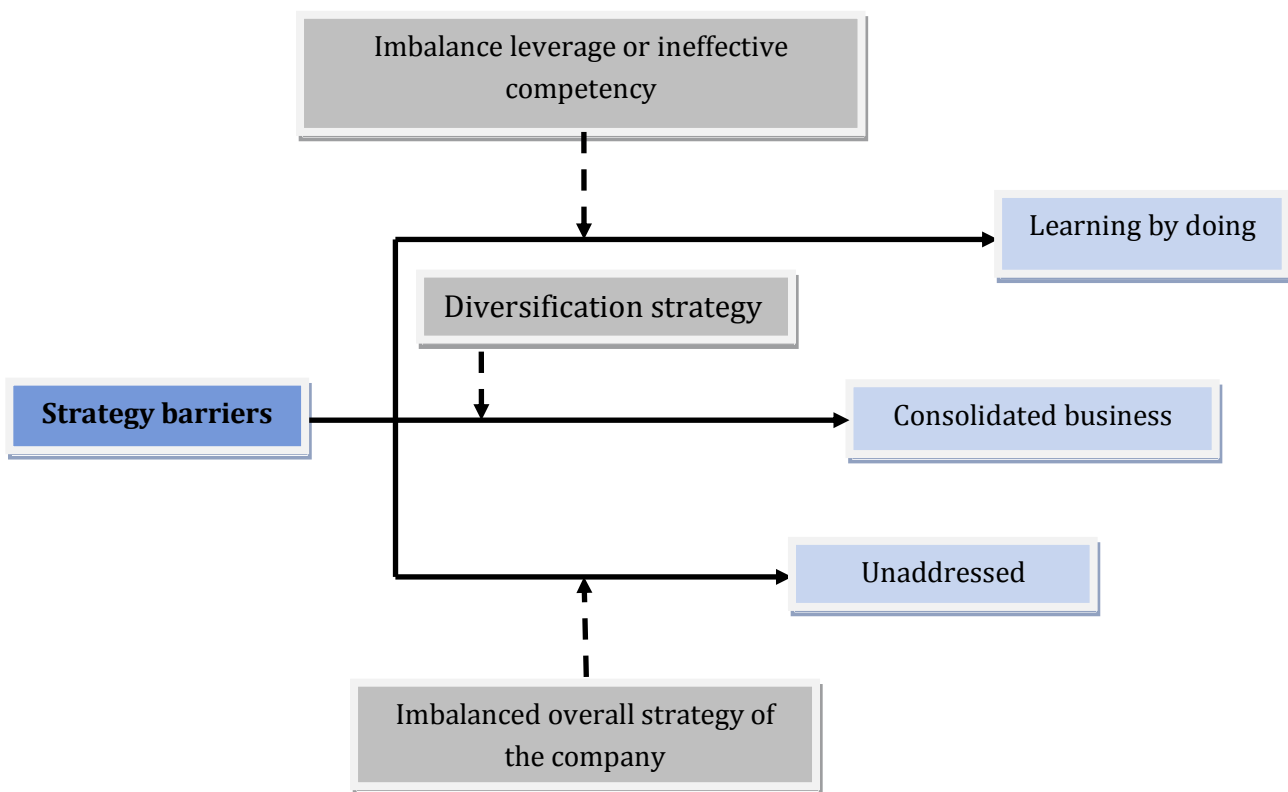 Imbalance leverage or ineffective
competency
Learning by doing
Diversification strategy
Strategy barriers
Consolidated business
Unaddressed
Imbalanced overall strategy of
the company